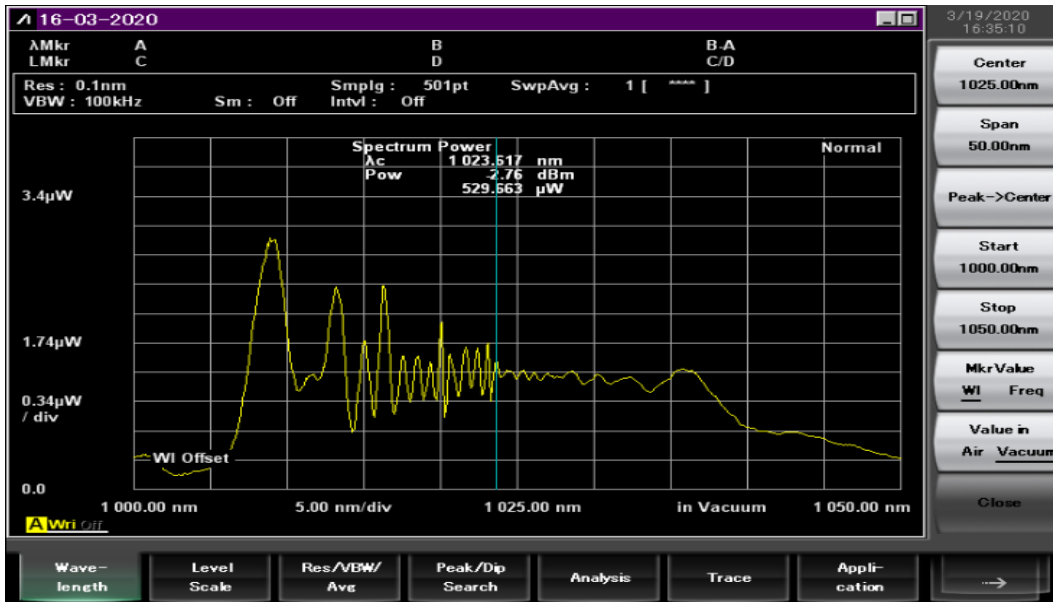 16-03-2020
3/19/2020
16:35:10
λMkr A B B-A
LMkr C D C/D
Res : 0.1nm Smplg : 501pt SwpAvg : 1 [ **** ]
VBW : 100kHz Sm : Off Intvl : Off
Spectrum Power
λc 1 023.617 nm
Pow -2.76 dBm
529.663 μW
Normal
3.4μW
1.74μW
0.34μW
/ div
Wl Offset
0.0
1 000.00 nm 5.00 nm/div 1 025.00 nm in Vacuum 1 050.00 nm
A Wri Off
Center
1025.00nm
Span
50.00nm
Peak->Center
Start
1000.00nm
Stop
1050.00nm
MkrValue
Wl Freq
Value in
Air Vacuum
Close
Wave-
length
Level
Scale
Res/VBW/
Avg
Peak/Dip
Search
Analysis
Trace
Appli-
cation